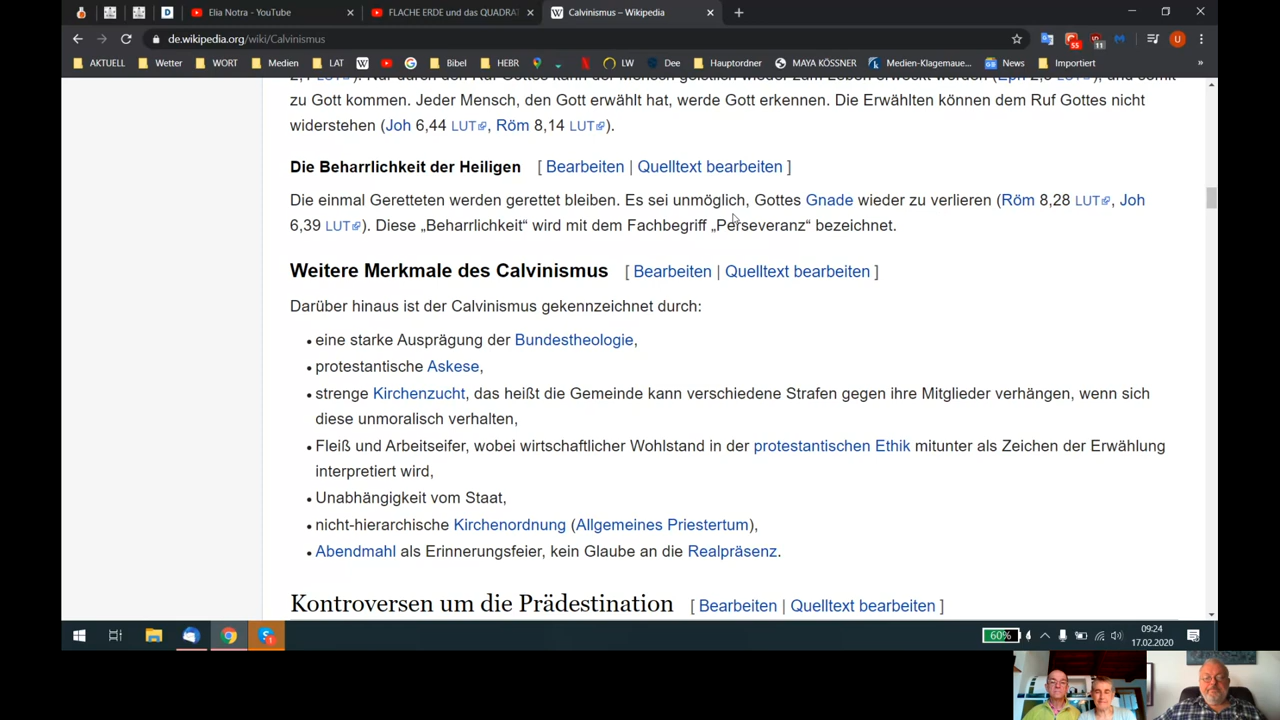 Elia Notra - YouTube
FLACHE ERDE und das QUADRAT
Calvinismus – Wikipedia
de.wikipedia.org/wiki/Calvinismus
55
11
U
AKTUELL Wetter WORT Medien LAT Bibel HEBR LW Dee Hauptordner MAYA KÖSSNER Medien-Klagemaue... News Importiert »
zu Gott kommen. Jeder Mensch, den Gott erwählt hat, werde Gott erkennen. Die Erwählten können dem Ruf Gottes nicht
widerstehen (Joh 6,44 LUT, Röm 8,14 LUT).
Die Beharrlichkeit der Heiligen [ Bearbeiten | Quelltext bearbeiten ]
Die einmal Geretteten werden gerettet bleiben. Es sei unmöglich, Gottes Gnade wieder zu verlieren (Röm 8,28 LUT, Joh
6,39 LUT). Diese „Beharrlichkeit“ wird mit dem Fachbegriff „Perseveranz“ bezeichnet.
Weitere Merkmale des Calvinismus [ Bearbeiten | Quelltext bearbeiten ]
Darüber hinaus ist der Calvinismus gekennzeichnet durch:
• eine starke Ausprägung der Bundestheologie,
• protestantische Askese,
• strenge Kirchenzucht, das heißt die Gemeinde kann verschiedene Strafen gegen ihre Mitglieder verhängen, wenn sich
diese unmoralisch verhalten,
• Fleiß und Arbeitseifer, wobei wirtschaftlicher Wohlstand in der protestantischen Ethik mitunter als Zeichen der Erwählung
interpretiert wird,
• Unabhängigkeit vom Staat,
• nicht-hierarchische Kirchenordnung (Allgemeines Priestertum),
• Abendmahl als Erinnerungsfeier, kein Glaube an die Realpräsenz.
Kontroversen um die Prädestination [ Bearbeiten | Quelltext bearbeiten ]
60%
09:24
17.02.2020